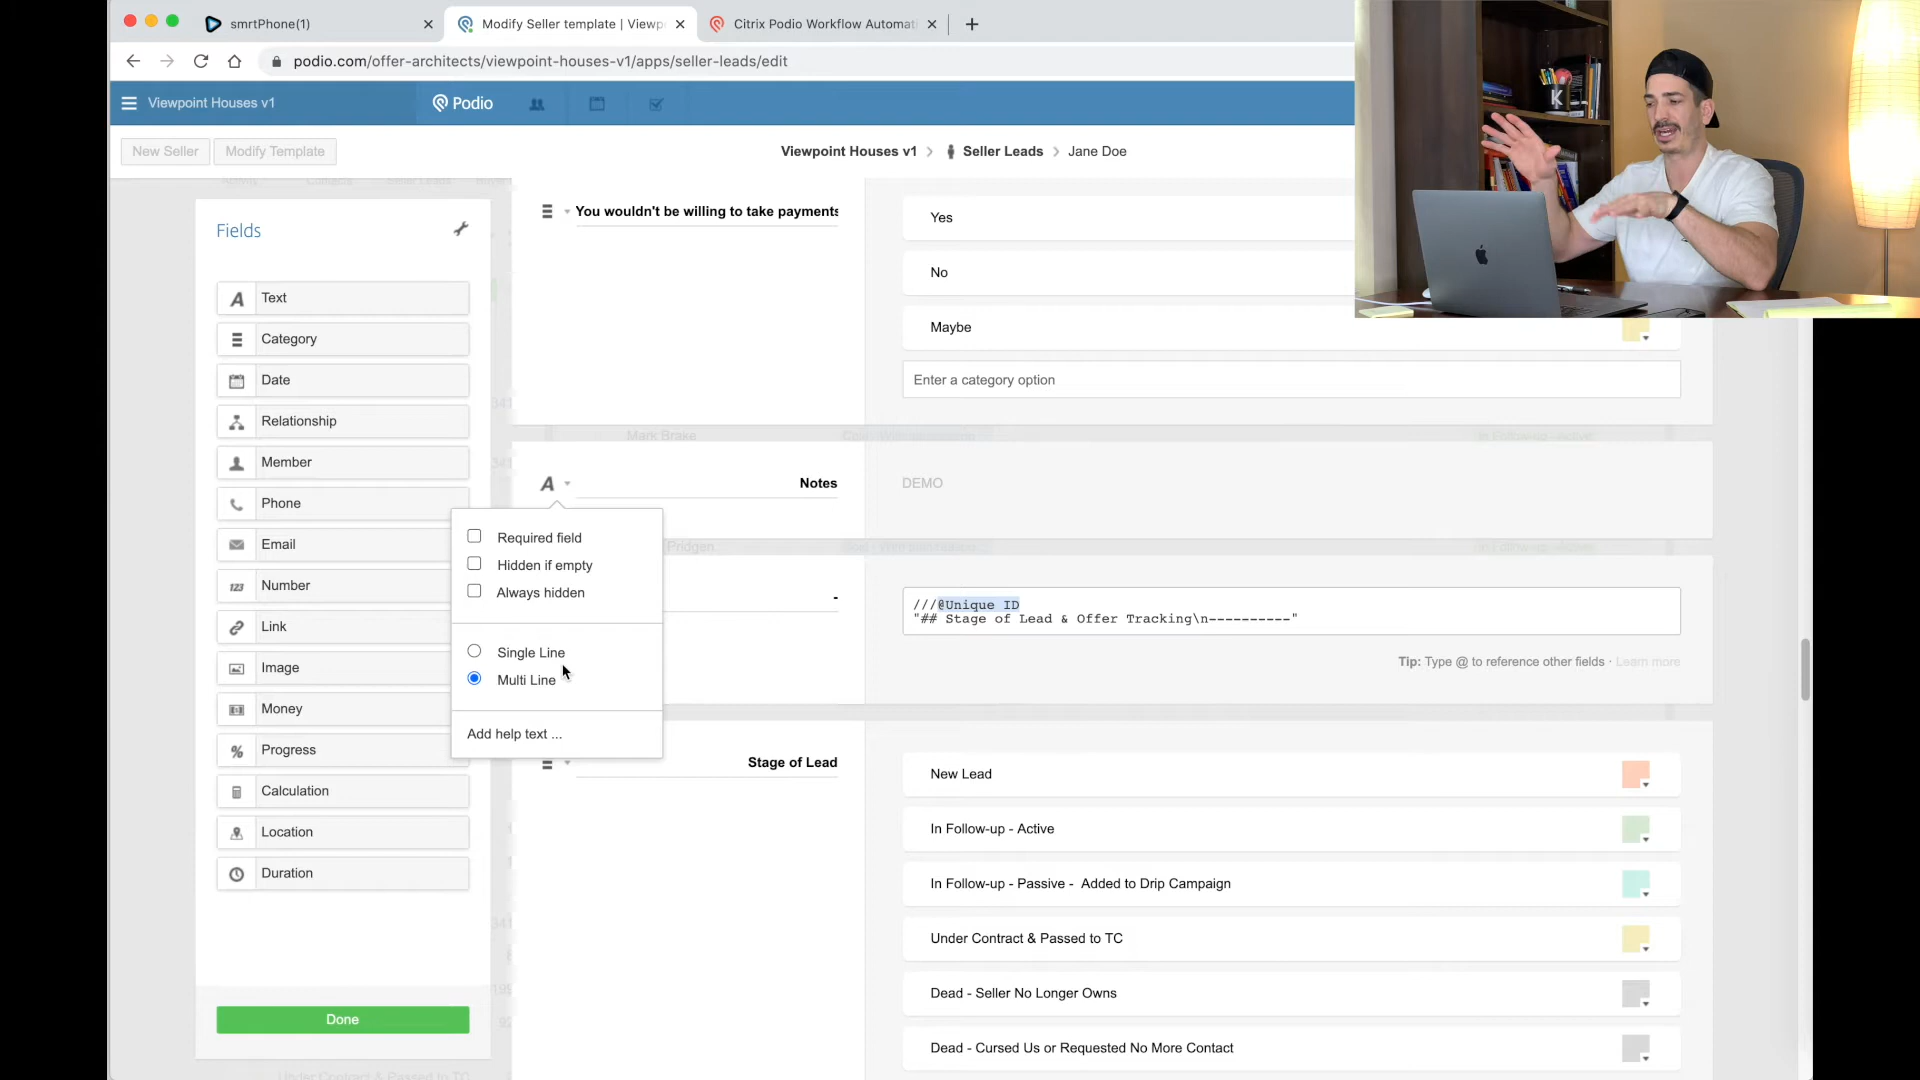 smrtPhone(1)
Modify Seller template | Viewp
Citrix Podio Workflow Automati
podio.com/offer-architects/viewpoint-houses-v1/apps/seller-leads/edit
Viewpoint Houses v1
Podio
New Seller
Modify Template
Viewpoint Houses v1 > Seller Leads > Jane Doe
Fields
Text
Category
Date
Relationship
Member
Phone
Email
Number
Link
Image
Money
Progress
Calculation
Location
Duration
Done
You wouldn't be willing to take payments
Yes
No
Maybe
Enter a category option
Mark Brake
Notes
DEMO
Required field
Hidden if empty
Always hidden
Single Line
Multi Line
Add help text ...
Pridgen
-
///@Unique ID
"## Stage of Lead & Offer Tracking\n----------"
Tip: Type @ to reference other fields · Learn more
Stage of Lead
New Lead
In Follow-up - Active
In Follow-up - Passive - Added to Drip Campaign
Under Contract & Passed to TC
Dead - Seller No Longer Owns
Dead - Cursed Us or Requested No More Contact
Under Contract & Passed to TC